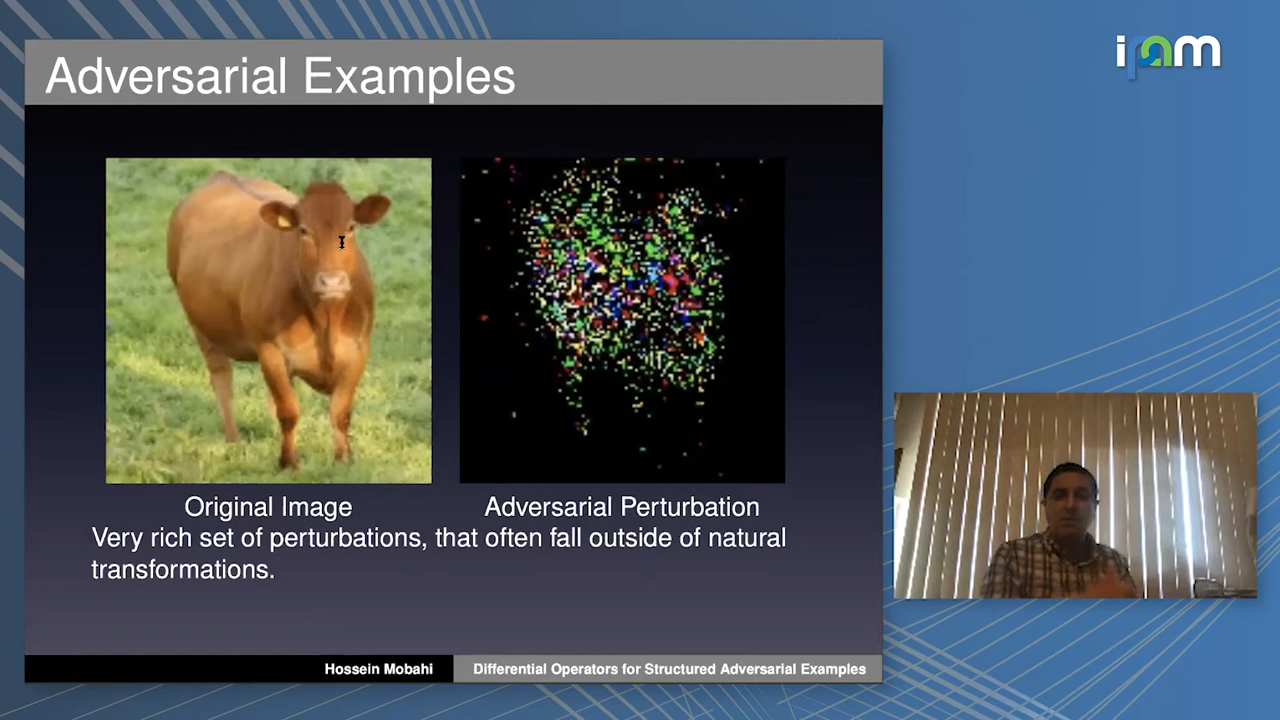 Adversarial Examples
ipam
Original Image
Adversarial Perturbation
Very rich set of perturbations, that often fall outside of natural
transformations.
Hossein Mobahi
Differential Operators for Structured Adversarial Examples